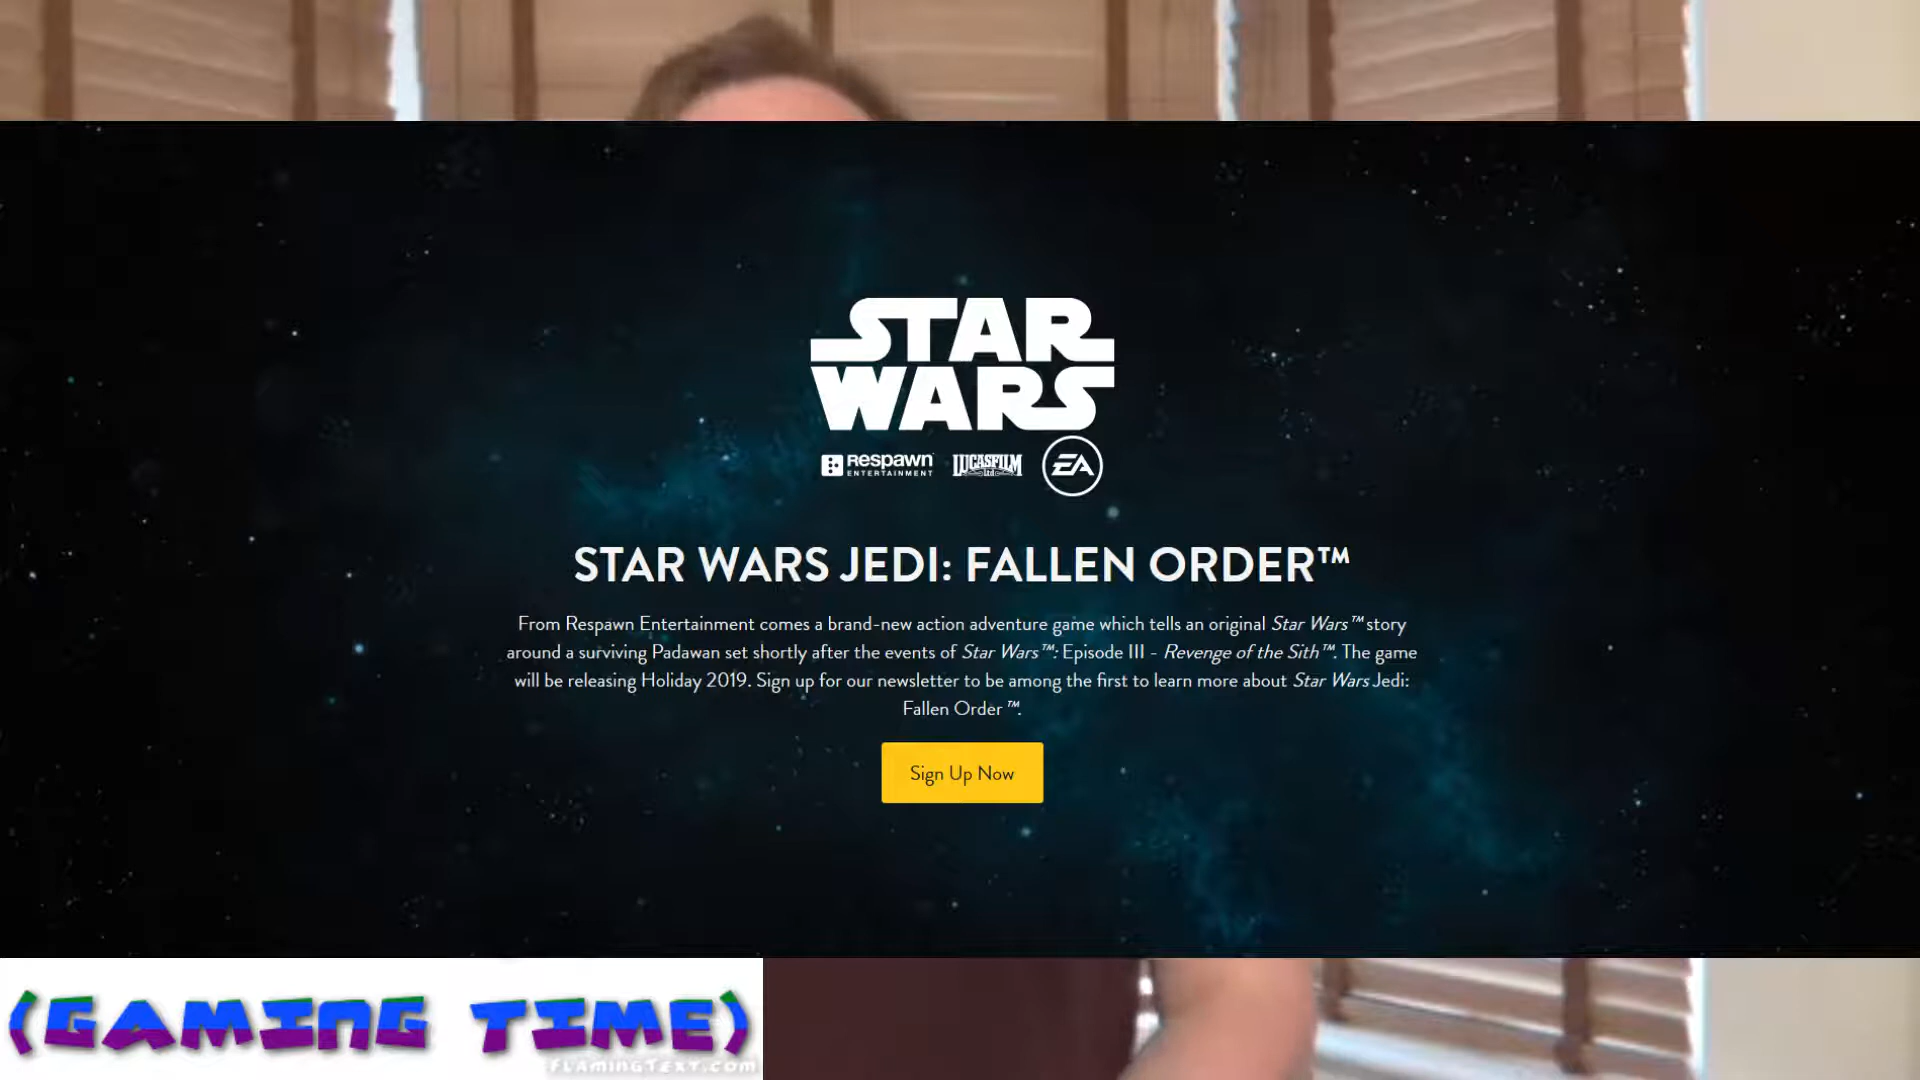 STAR
WARS
RESPAWN
ENTERTAINMENT
LUCASFILM
Ltd
EA
STAR WARS JEDI: FALLEN ORDER™
From Respawn Entertainment comes a brand-new action adventure game which tells an original Star Wars™ story
around a surviving Padawan set shortly after the events of Star Wars™: Episode III - Revenge of the Sith™. The game
will be releasing Holiday 2019. Sign up for our newsletter to be among the first to learn more about Star Wars Jedi:
Fallen Order™.
Sign Up Now
(GAMING TIME)
FLAMINGTEXT.COM